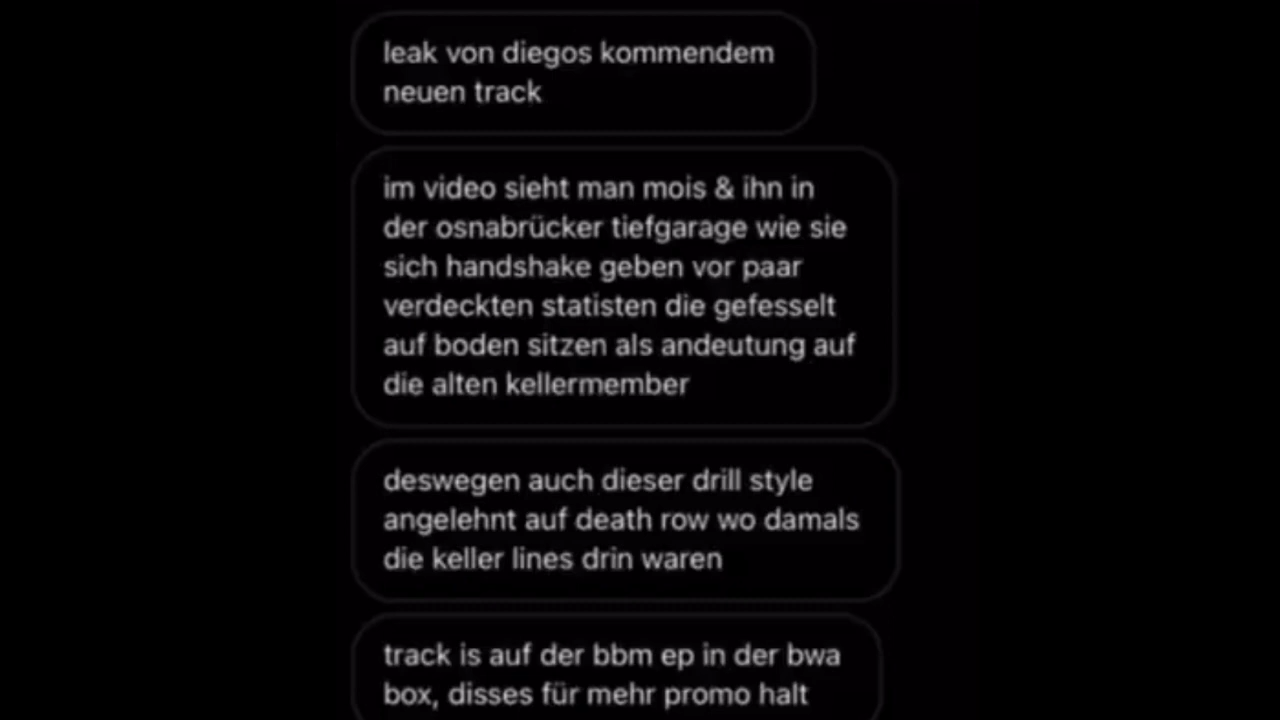 leak von diegos kommendem
neuen track
im video sieht man mois & ihn in
der osnabrücker tiefgarage wie sie
sich handshake geben vor paar
verdeckten statisten die gefesselt
auf boden sitzen als andeutung auf
die alten kellermember
deswegen auch dieser drill style
angelehnt auf death row wo damals
die keller lines drin waren
track is auf der bbm ep in der bwa
box, disses für mehr promo halt